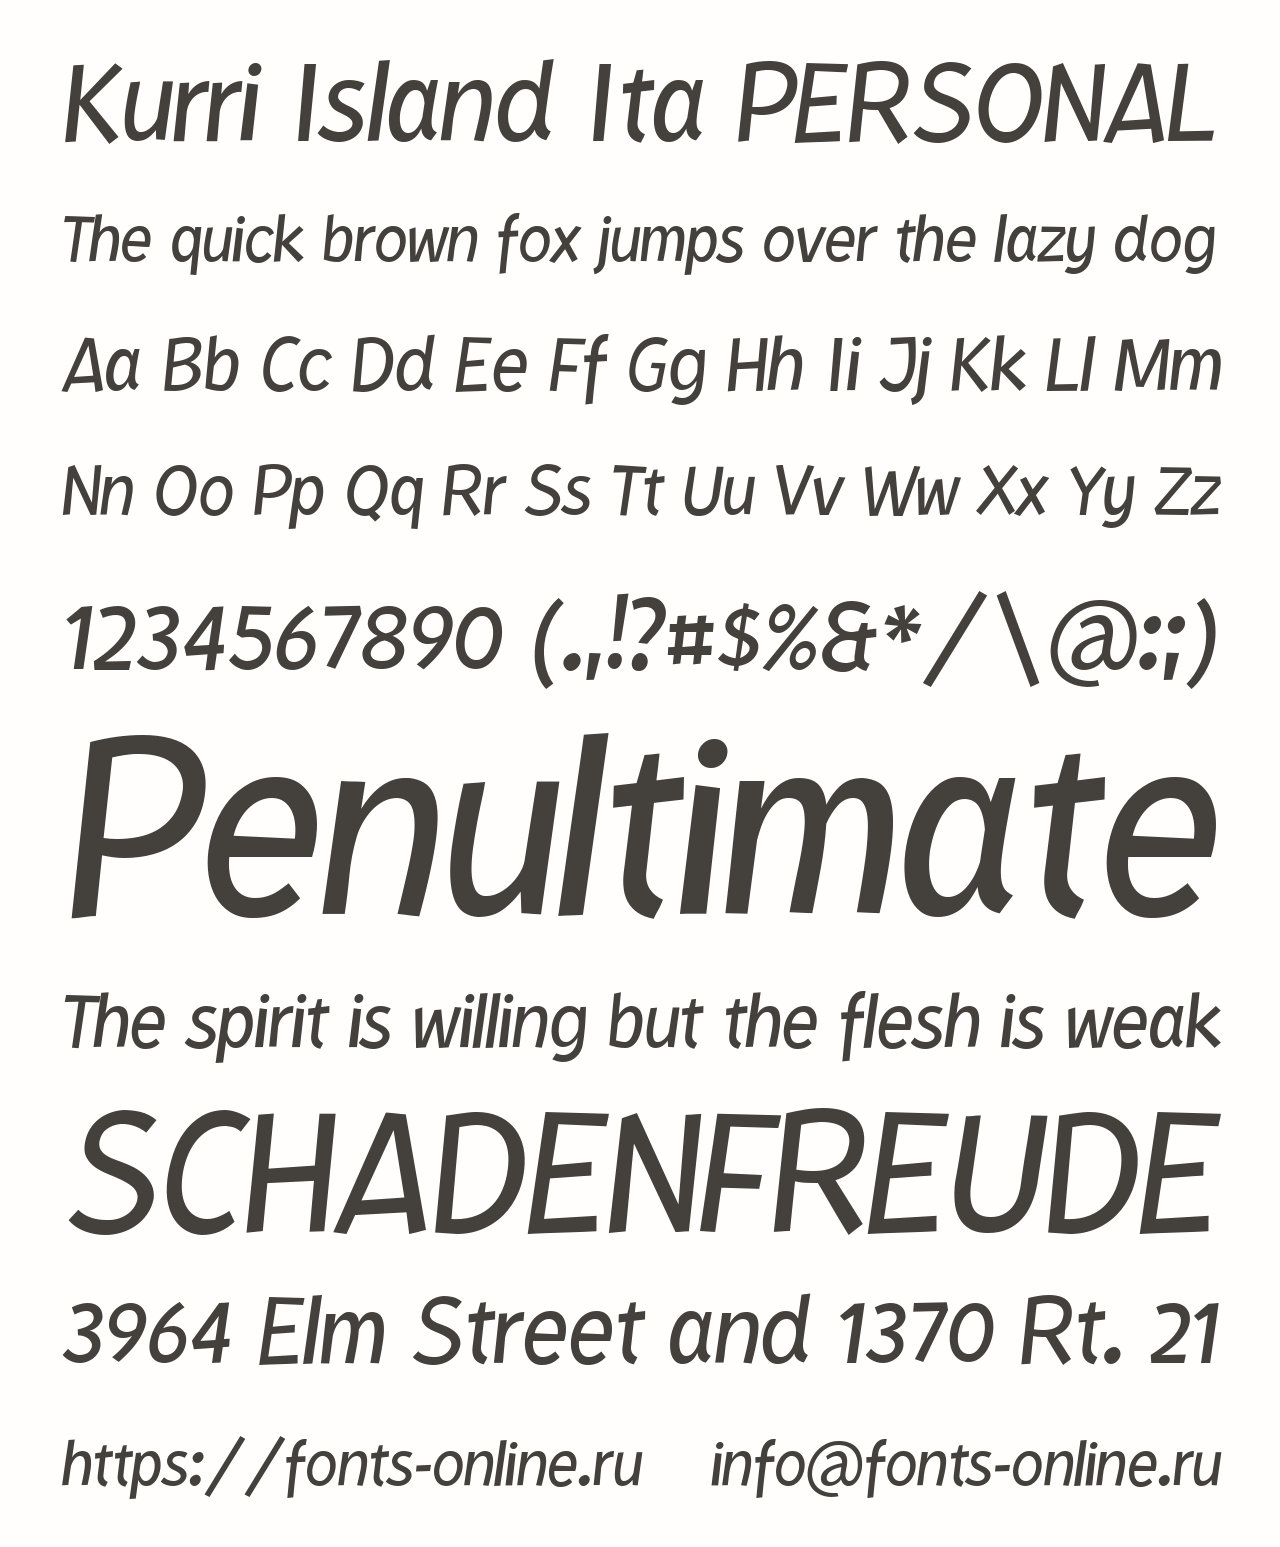 Kurri Island Ita PERSONAL
The quick brown fox jumps over the lazy dog
Aa Bb Cc Dd Ee Ff Gg Hh Ii Jj Kk Ll Mm
Nn Oo Pp Qq Rr Ss Tt Uu Vv Ww Xx Yy Zz
1234567890 (.,!?#$%&*/\@:;)
Penultimate
The spirit is willing but the flesh is weak
SCHADENFREUDE
3964 Elm Street and 1370 Rt. 21
https://fonts-online.ru info@fonts-online.ru